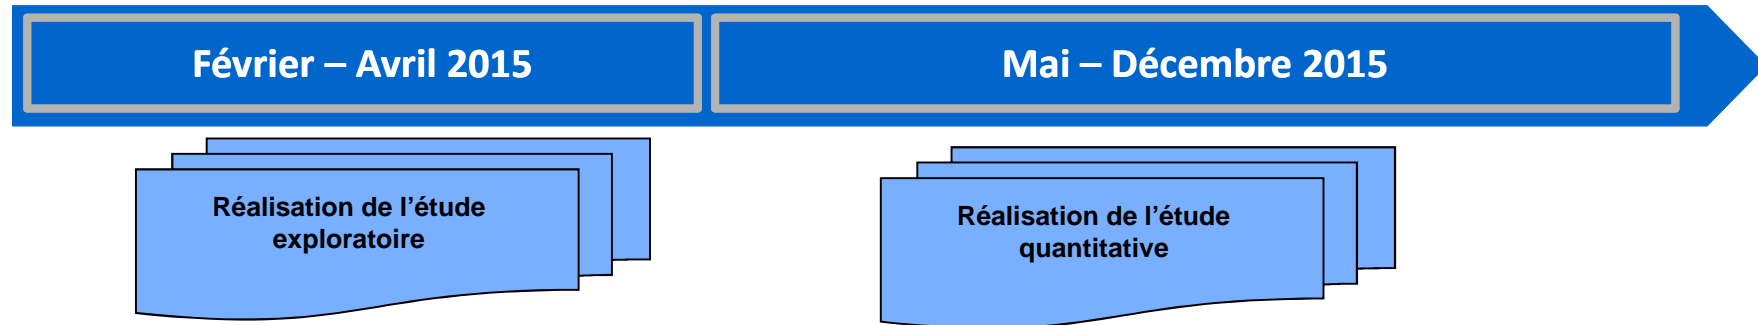 Février – Avril 2015
Mai – Décembre 2015
Réalisation de l’étude
exploratoire
Réalisation de l’étude
quantitative